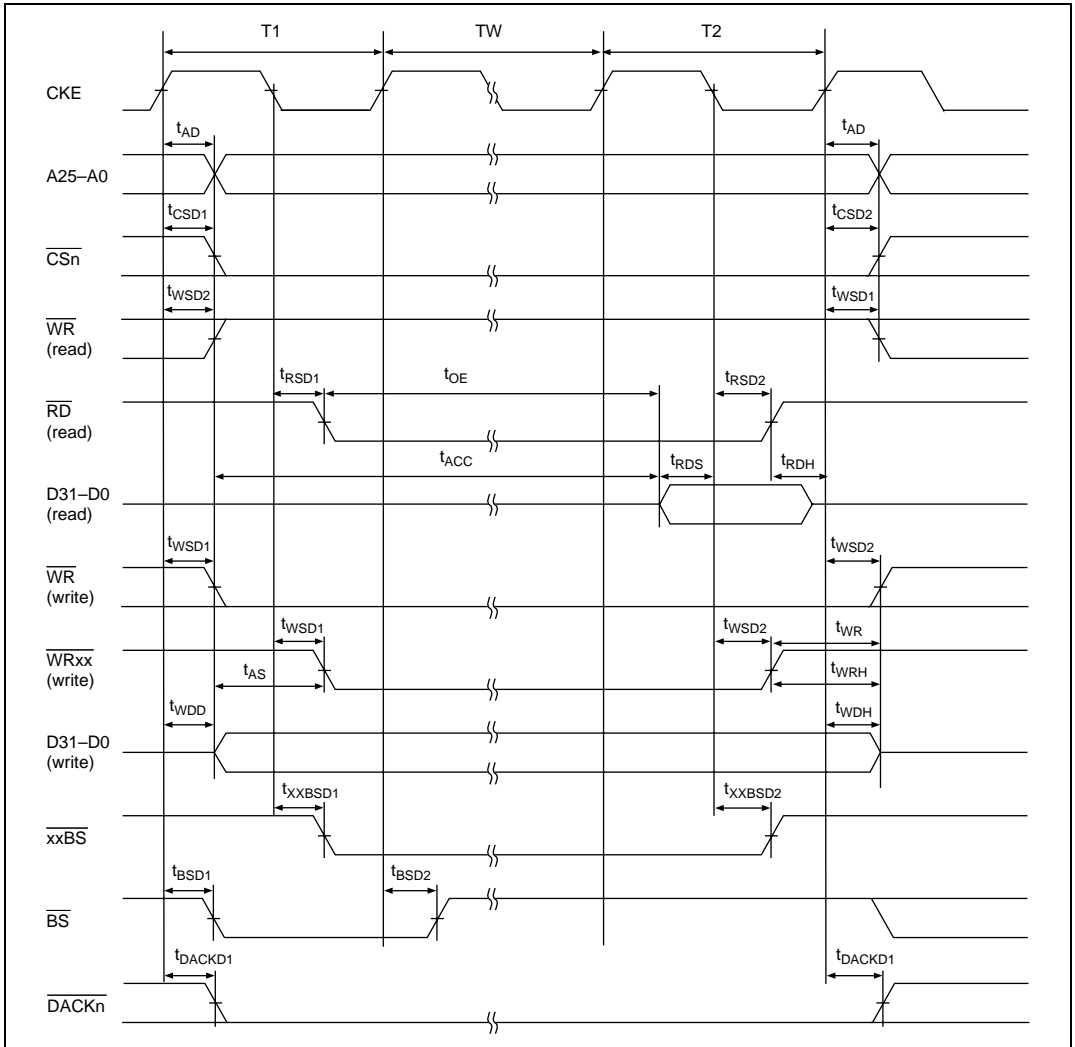 T1 TW T2
CKE
tAD tAD
A25–A0
tCSD1 tCSD2
CSn
tWSD2 tWSD1
WR
(read)
tRSD1 tOE tRSD2
RD
(read)
tACC tRDS tRDH
D31–D0
(read)
tWSD1 tWSD2
WR
(write)
tWSD1 tWSD2 tWR
WRxx
(write)
tAS tWRH
tWDD tWDH
D31–D0
(write)
tXXBSD1 tXXBSD2
xxBS
tBSD1 tBSD2
BS
tDACKD1 tDACKD1
DACKn